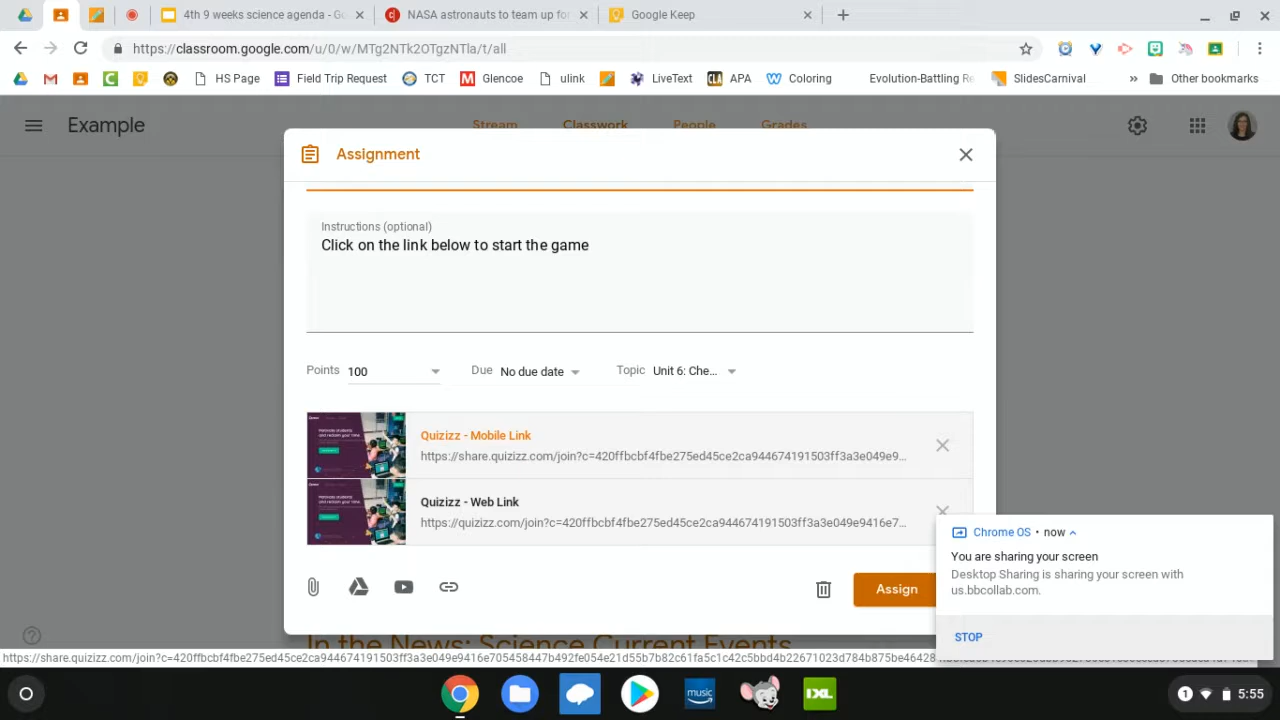 4th 9 weeks science agenda - Go
NASA astronauts to team up for
Google Keep
https://classroom.google.com/u/0/w/MTg2NTk2OTgzNTla/t/all
HS Page
Field Trip Request
TCT
Glencoe
ulink
LiveText
APA
Coloring
Evolution-Battling Re
SlidesCarnival
»
Other bookmarks
Example
Stream
Classwork
People
Grades
Assignment
Instructions (optional)
Click on the link below to start the game
Points 100
Due No due date
Topic Unit 6: Che...
Quizizz - Mobile Link
https://share.quizizz.com/join?c=420ffbcbf4fbe275ed45ce2ca944674191503ff3a3e049e9...
Quizizz - Web Link
https://quizizz.com/join?c=420ffbcbf4fbe275ed45ce2ca944674191503ff3a3e049e9416e7...
Assign
Chrome OS • now
You are sharing your screen
Desktop Sharing is sharing your screen with
us.bbcollab.com.
STOP
In the News: Science Current Events
https://share.quizizz.com/join?c=420ffbcbf4fbe275ed45ce2ca944674191503ff3a3e049e9416e705458447b492fe054e21d55b7b82c61fa5c1c42c5bbd4b22671023d784b875be46428
music
IXL
1
5:55